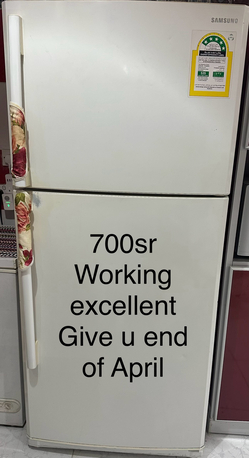 SAMSUNG
700sr
Working
excellent
Give u end
of April